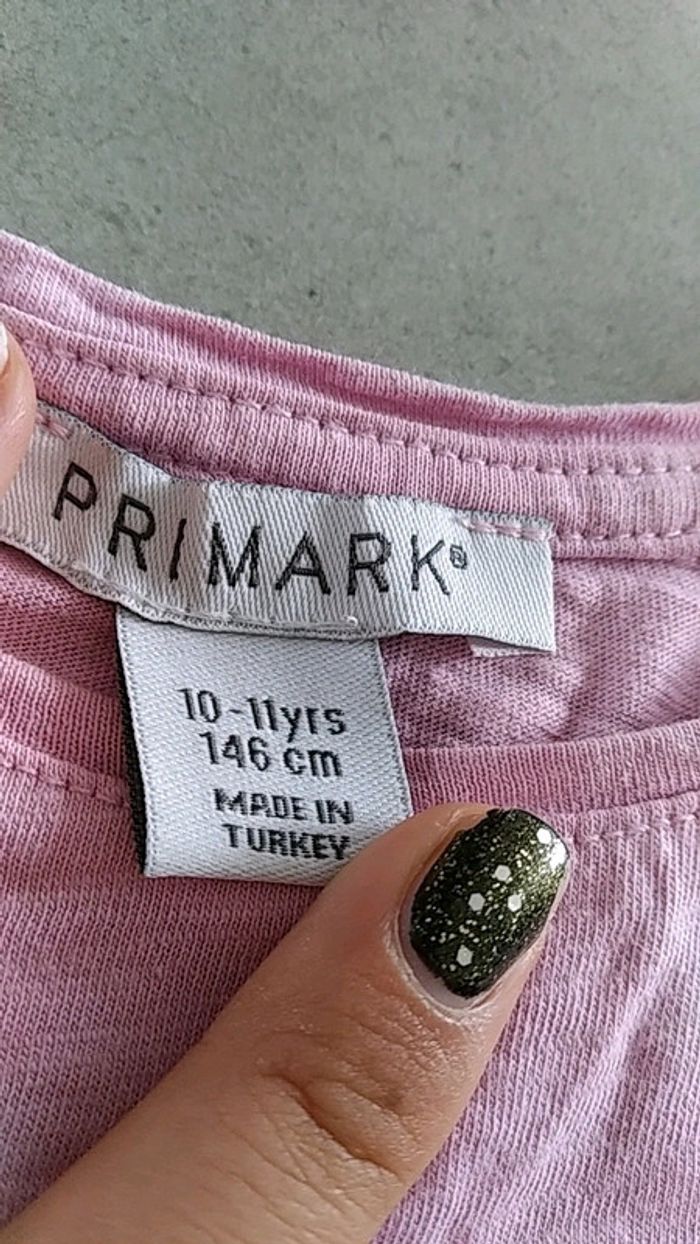 PRIMARK®
10-11yrs
146 cm
MADE IN
TURKEY